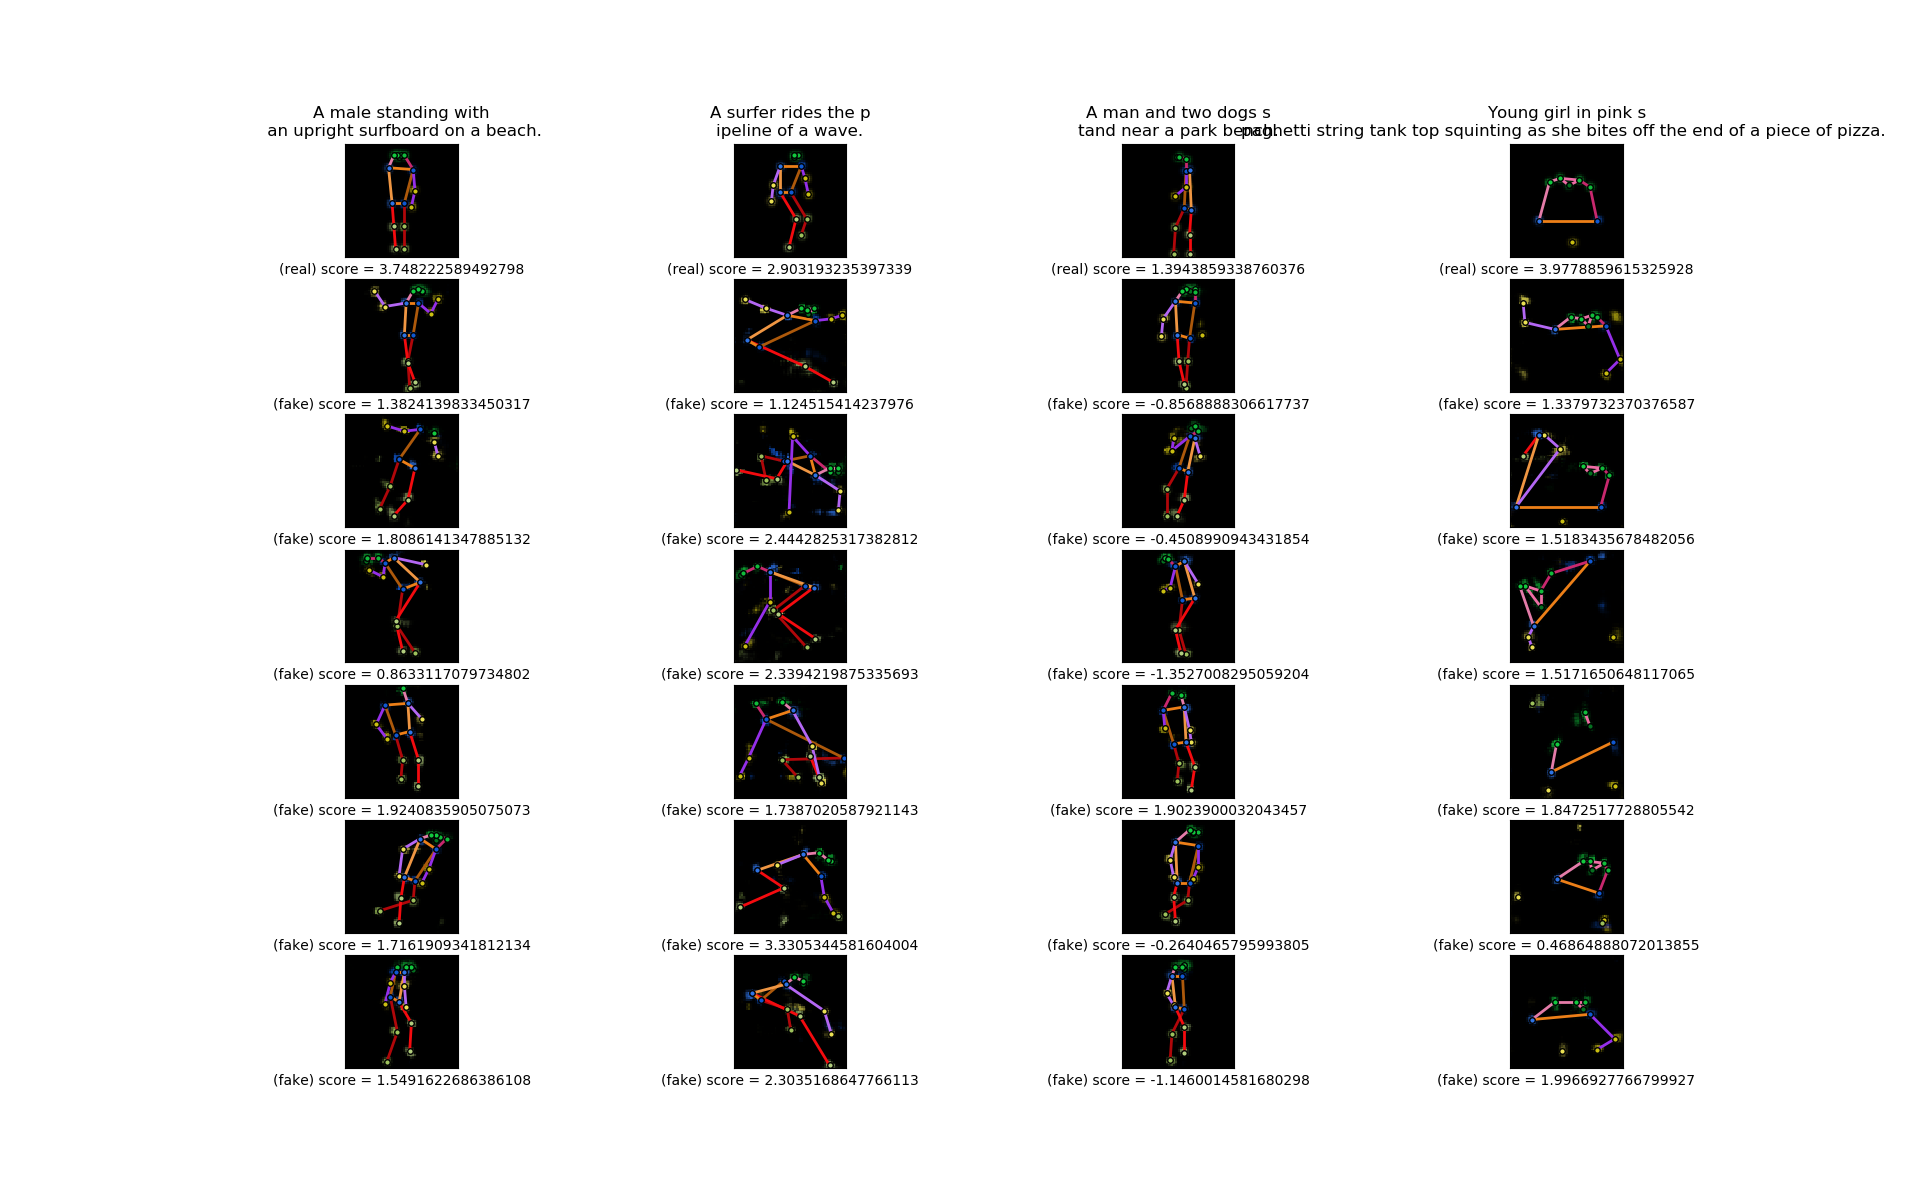 A male standing with
an upright surfboard on a beach.
A surfer rides the p
ipeline of a wave.
A man and two dogs s
tand near a park bench.
Young girl in pink s
paghetti string tank top squinting as she bites off the end of a piece of pizza.
(real) score = 3.748222589492798
(real) score = 2.903193235397339
(real) score = 1.3943859338760376
(real) score = 3.9778859615325928
(fake) score = 1.3824139833450317
(fake) score = 1.124515414237976
(fake) score = -0.8568888306617737
(fake) score = 1.3379732370376587
(fake) score = 1.8086141347885132
(fake) score = 2.4442825317382812
(fake) score = -0.4508990943431854
(fake) score = 1.5183435678482056
(fake) score = 0.8633117079734802
(fake) score = 2.3394219875335693
(fake) score = -1.3527008295059204
(fake) score = 1.5171650648117065
(fake) score = 1.9240835905075073
(fake) score = 1.7387020587921143
(fake) score = 1.9023900032043457
(fake) score = 1.8472517728805542
(fake) score = 1.7161909341812134
(fake) score = 3.3305344581604004
(fake) score = -0.2640465795993805
(fake) score = 0.46864888072013855
(fake) score = 1.5491622686386108
(fake) score = 2.3035168647766113
(fake) score = -1.1460014581680298
(fake) score = 1.9966927766799927